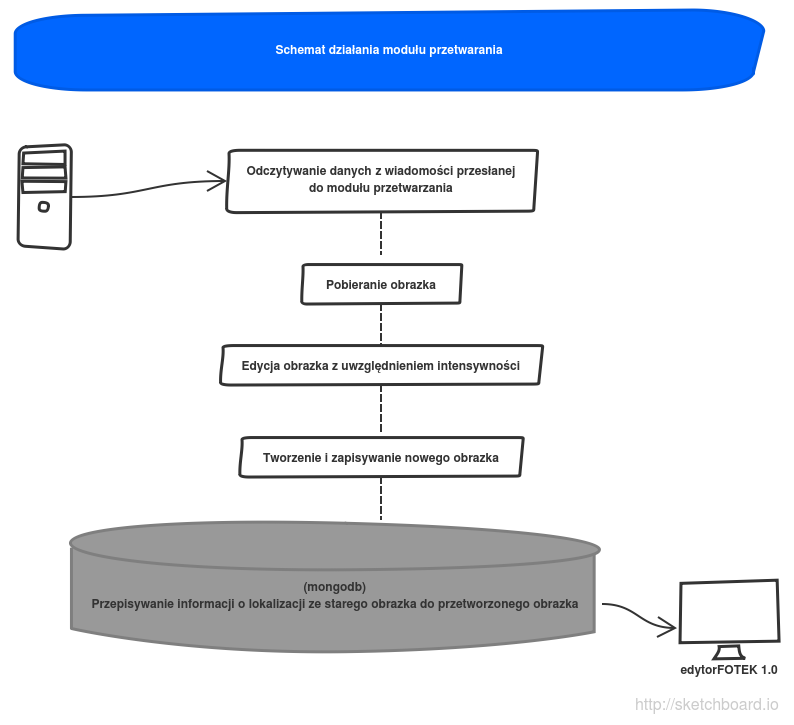 Schemat działania modułu przetwarania
Odczytywanie danych z wiadomości przesłanej
do modułu przetwarzania
Pobieranie obrazka
Edycja obrazka z uwzględnieniem intensywności
Tworzenie i zapisywanie nowego obrazka
(mongodb)
Przepisywanie informacji o lokalizacji ze starego obrazka do przetworzonego obrazka
edytorFOTEK 1.0
http://sketchboard.io